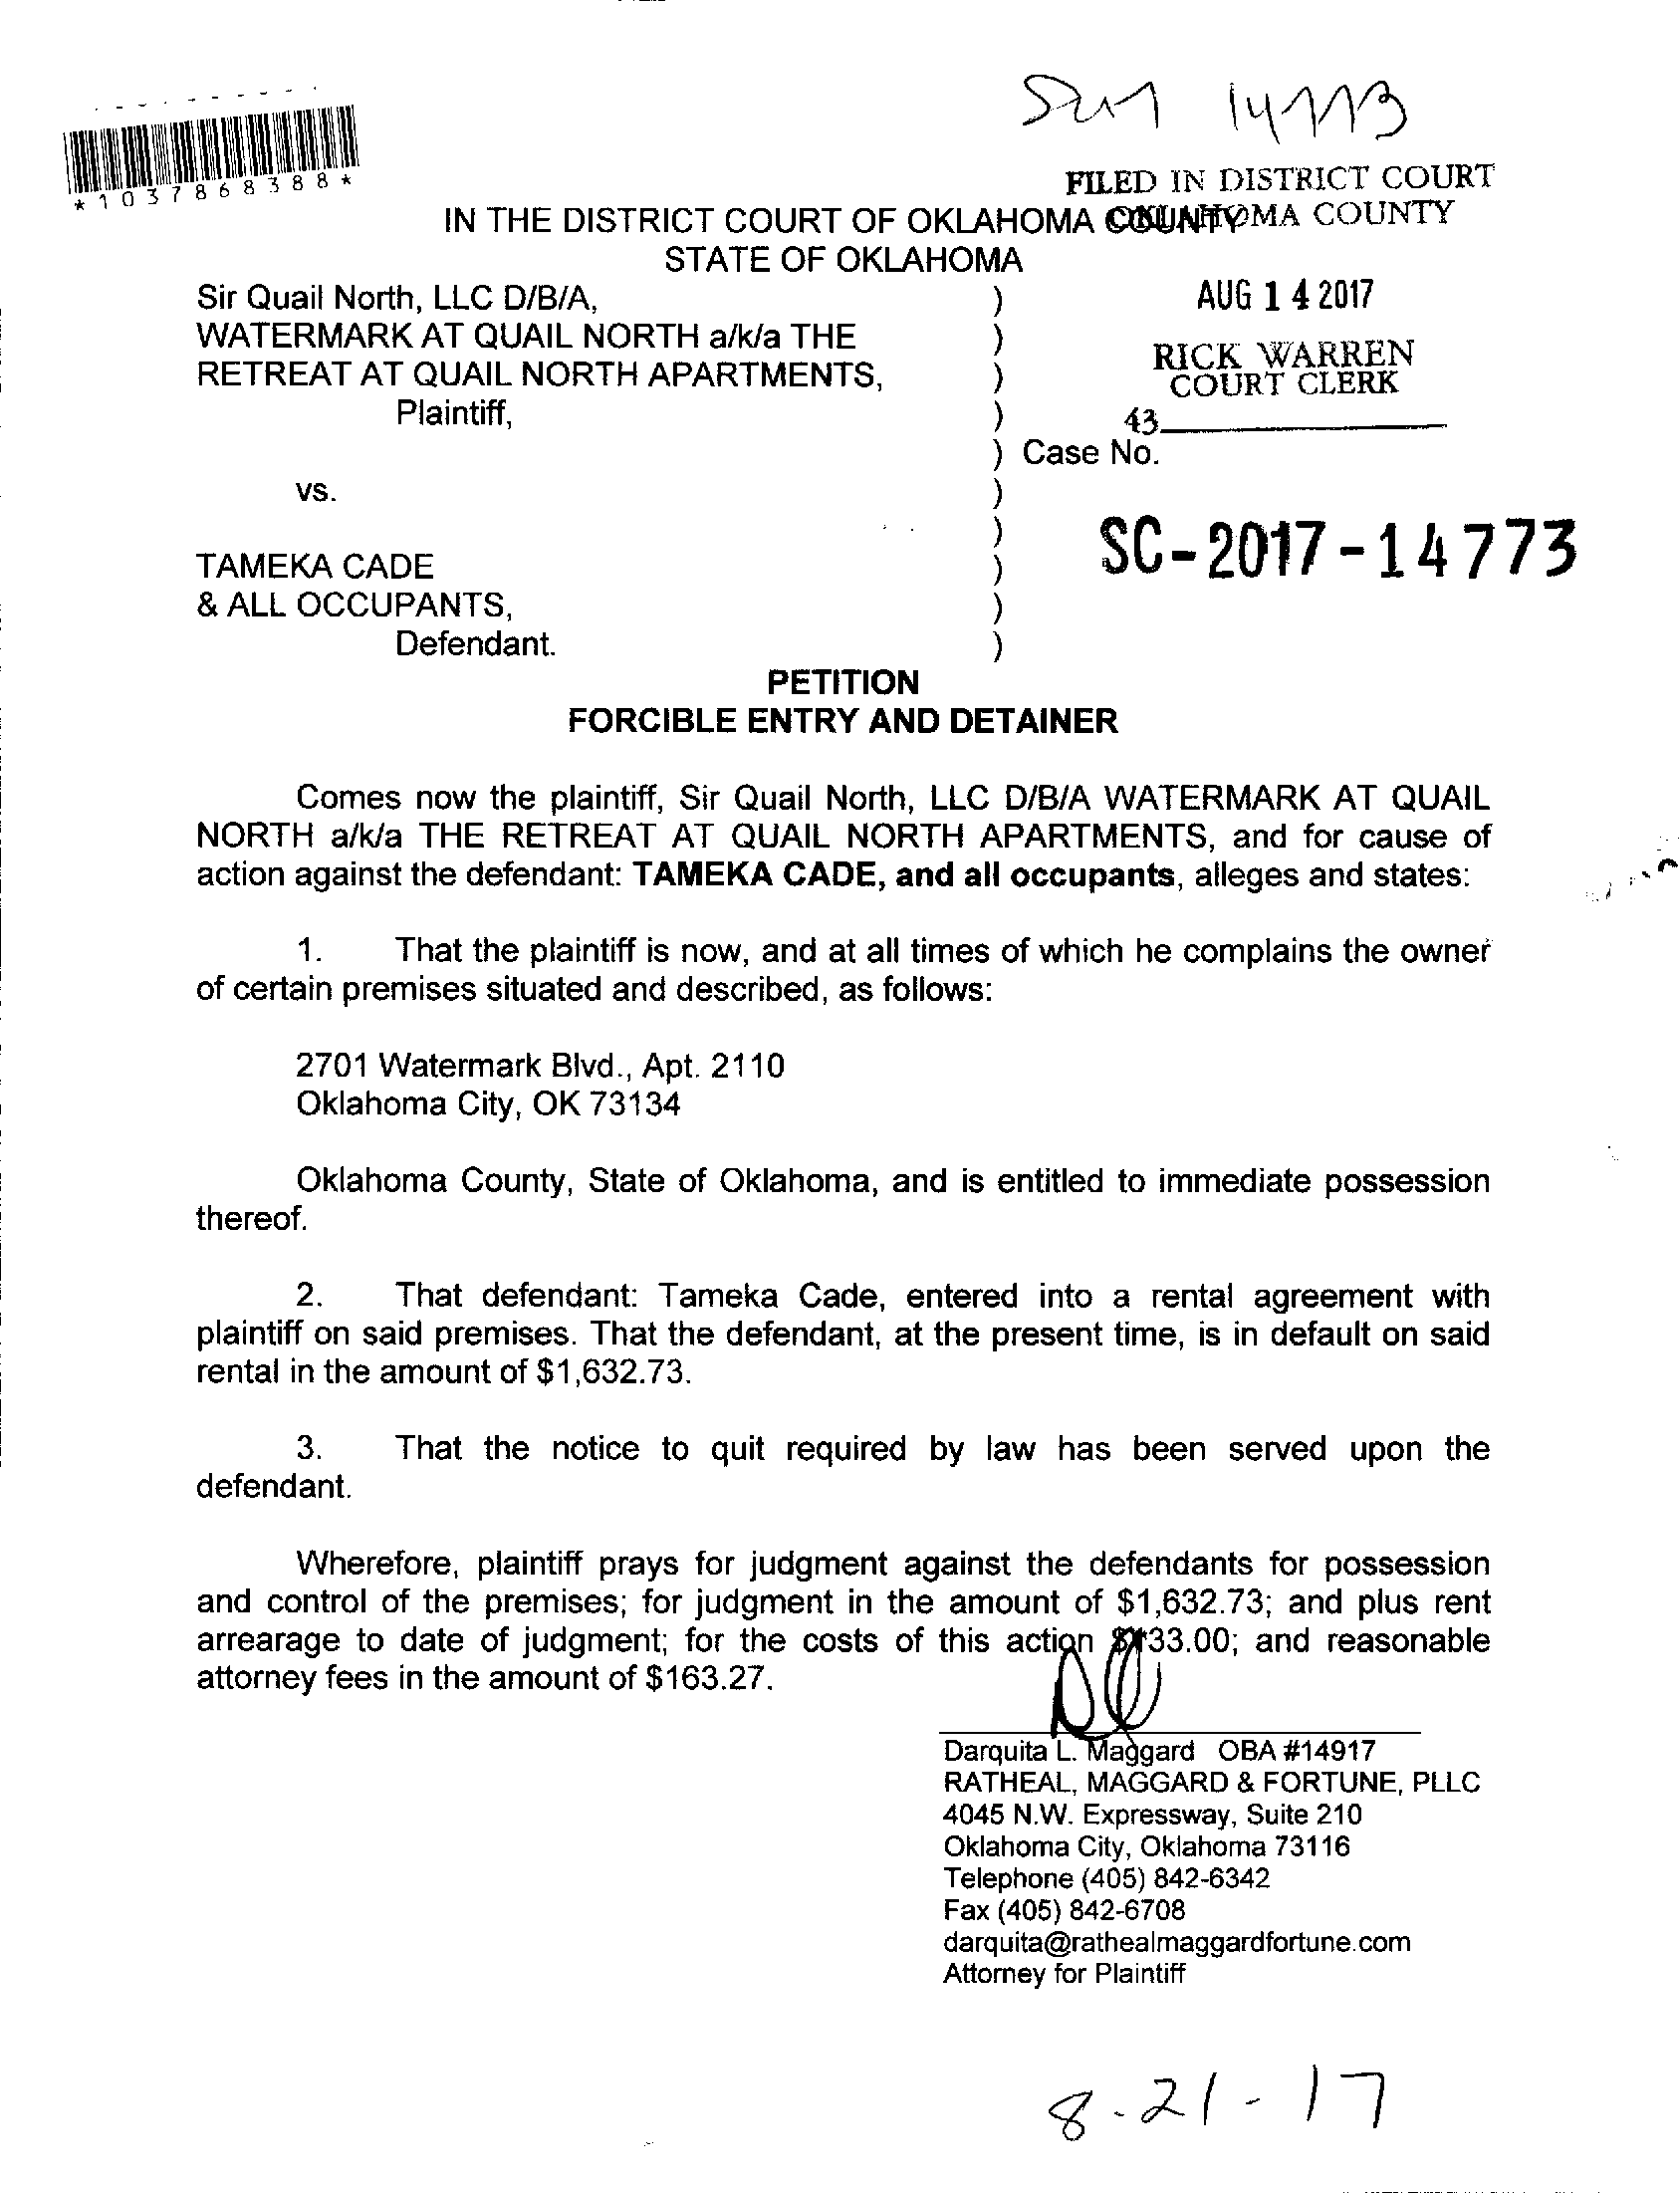 *1037868388*
FILED IN DISTRICT COURT
OKLAHOMA COUNTY
IN THE DISTRICT COURT OF OKLAHOMA COUNTY
STATE OF OKLAHOMA
Sir Quail North, LLC D/B/A, )
AUG 14 2017
WATERMARK AT QUAIL NORTH a/k/a THE )
RICK WARREN
RETREAT AT QUAIL NORTH APARTMENTS, )
COURT CLERK
Plaintiff, )
43
) Case No.
vs. )
)
SC-2017-14773
TAMEKA CADE )
& ALL OCCUPANTS, )
Defendant. )
PETITION
FORCIBLE ENTRY AND DETAINER
Comes now the plaintiff, Sir Quail North, LLC D/B/A WATERMARK AT QUAIL
NORTH a/k/a THE RETREAT AT QUAIL NORTH APARTMENTS, and for cause of
action against the defendant: TAMEKA CADE, and all occupants, alleges and states:
1. That the plaintiff is now, and at all times of which he complains the owner
of certain premises situated and described, as follows:
2701 Watermark Blvd., Apt. 2110
Oklahoma City, OK 73134
Oklahoma County, State of Oklahoma, and is entitled to immediate possession
thereof.
2. That defendant: Tameka Cade, entered into a rental agreement with
plaintiff on said premises. That the defendant, at the present time, is in default on said
rental in the amount of $1,632.73.
3. That the notice to quit required by law has been served upon the
defendant.
Wherefore, plaintiff prays for judgment against the defendants for possession
and control of the premises; for judgment in the amount of $1,632.73; and plus rent
arrearage to date of judgment; for the costs of this action $133.00; and reasonable
attorney fees in the amount of $163.27.
Darquita L. Maggard OBA #14917
RATHEAL, MAGGARD & FORTUNE, PLLC
4045 N.W. Expressway, Suite 210
Oklahoma City, Oklahoma 73116
Telephone (405) 842-6342
Fax (405) 842-6708
darquita@rathealmaggardfortune.com
Attorney for Plaintiff
8-21-17